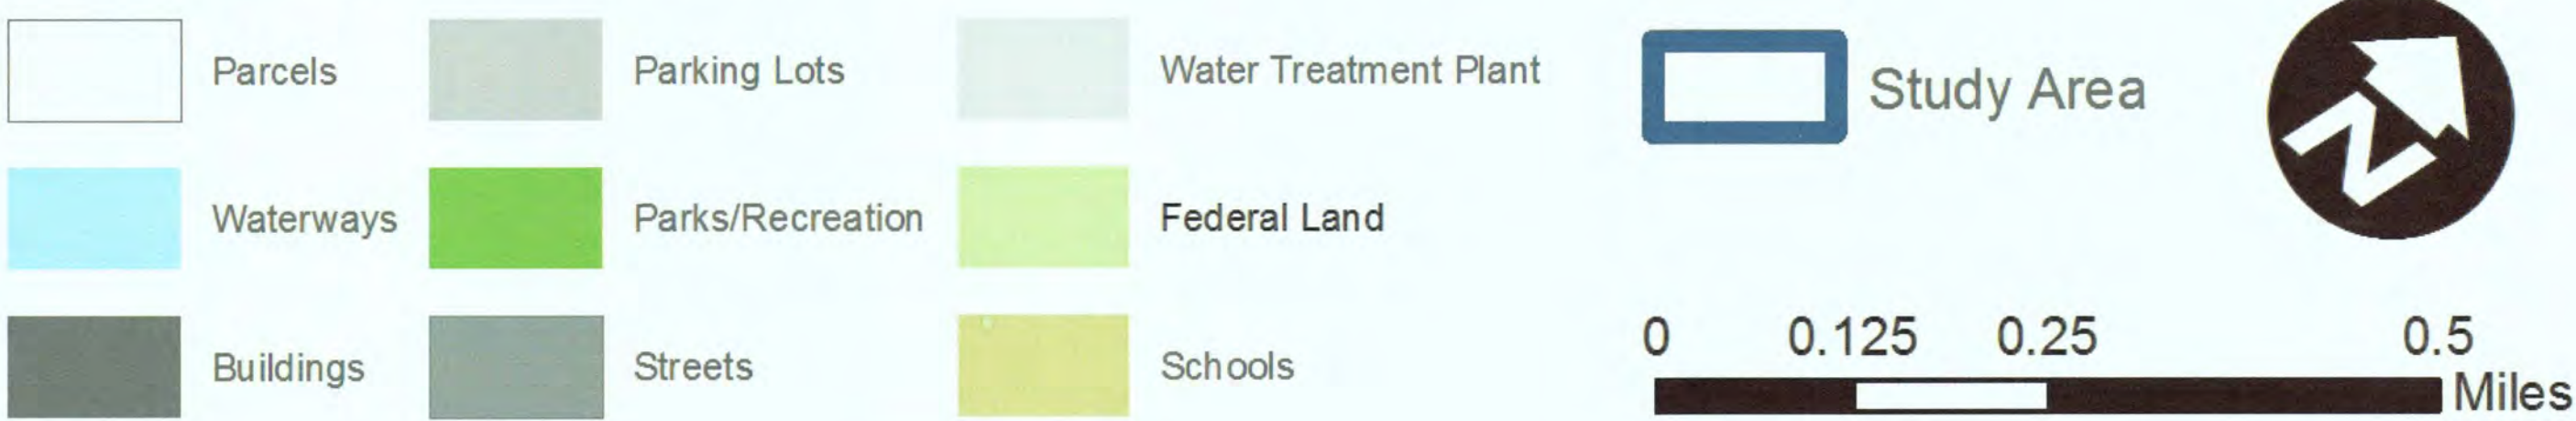 Parcels
Parking Lots
Water Treatment Plant
Study Area
N
Waterways
Parks/Recreation
Federal Land
0 0.125 0.25 0.5
Buildings
Streets
Schools
Miles